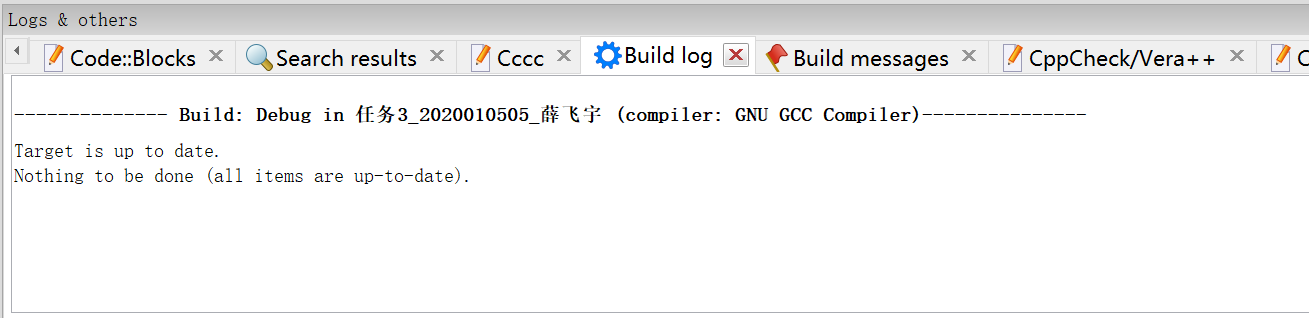 Logs & others
Code::Blocks Search results Cccc Build log Build messages CppCheck/Vera++ C
-------------- Build: Debug in 任务3_2020010505_薛飞宇 (compiler: GNU GCC Compiler)---------------
Target is up to date.
Nothing to be done (all items are up-to-date).